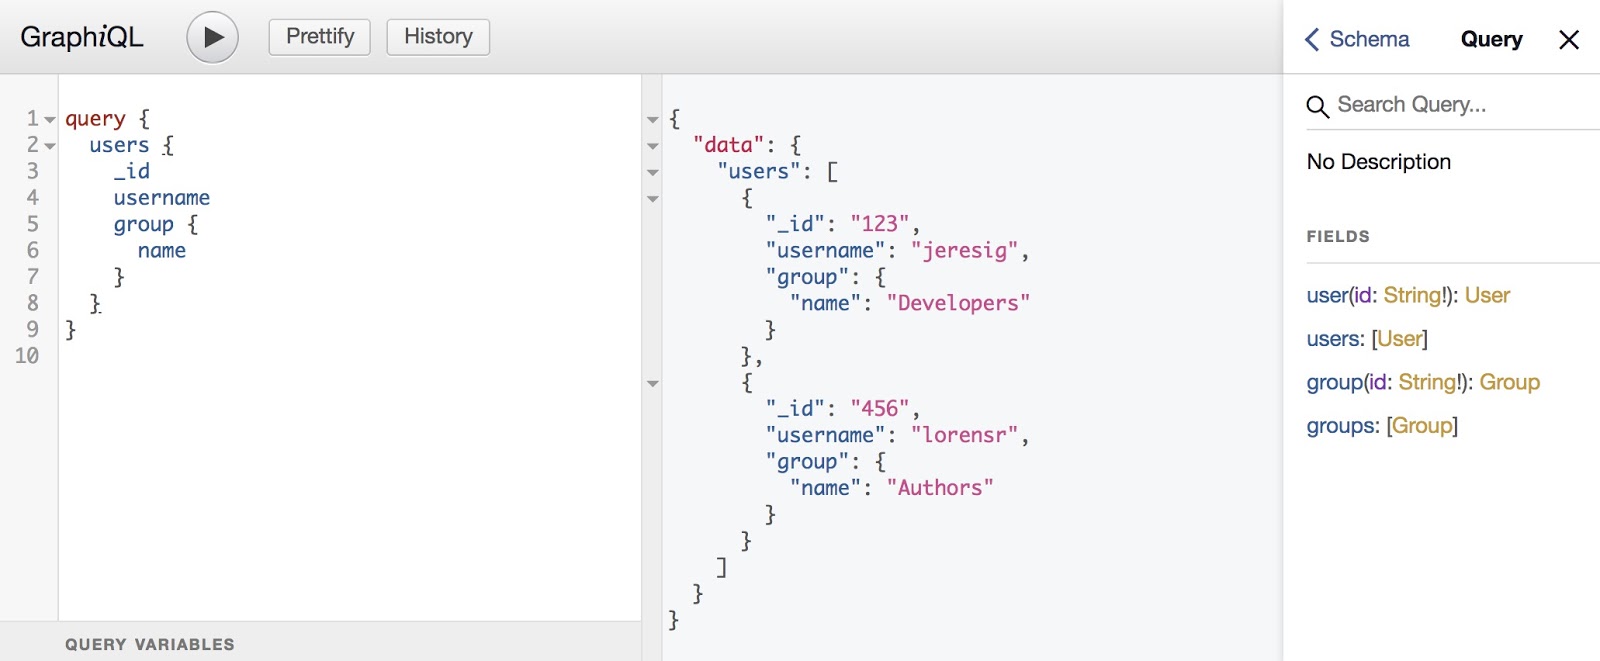 GraphiQL
Prettify
History
1 query {
2   users {
3     _id
4     username
5     group {
6       name
7     }
8   }
9 }
10
QUERY VARIABLES
{
  "data": {
    "users": [
      {
        "_id": "123",
        "username": "jeresig",
        "group": {
          "name": "Developers"
        }
      },
      {
        "_id": "456",
        "username": "lorensr",
        "group": {
          "name": "Authors"
        }
      }
    ]
  }
}
Schema
Query
Search Query...
No Description
FIELDS
user(id: String!): User
users: [User]
group(id: String!): Group
groups: [Group]